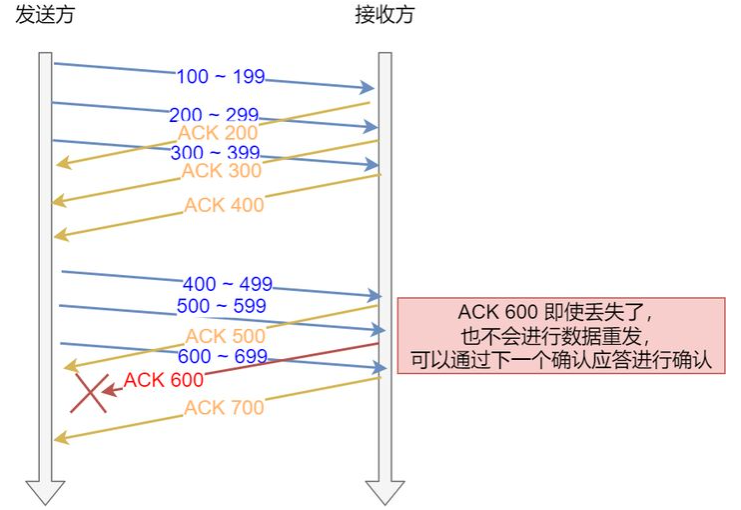 发送方
接收方
100 ~ 199
200 ~ 299
ACK 200
300 ~ 399
ACK 300
ACK 400
400 ~ 499
500 ~ 599
ACK 500
600 ~ 699
ACK 600
ACK 700
ACK 600 即使丢失了，
也不会进行数据重发，
可以通过下一个确认应答进行确认